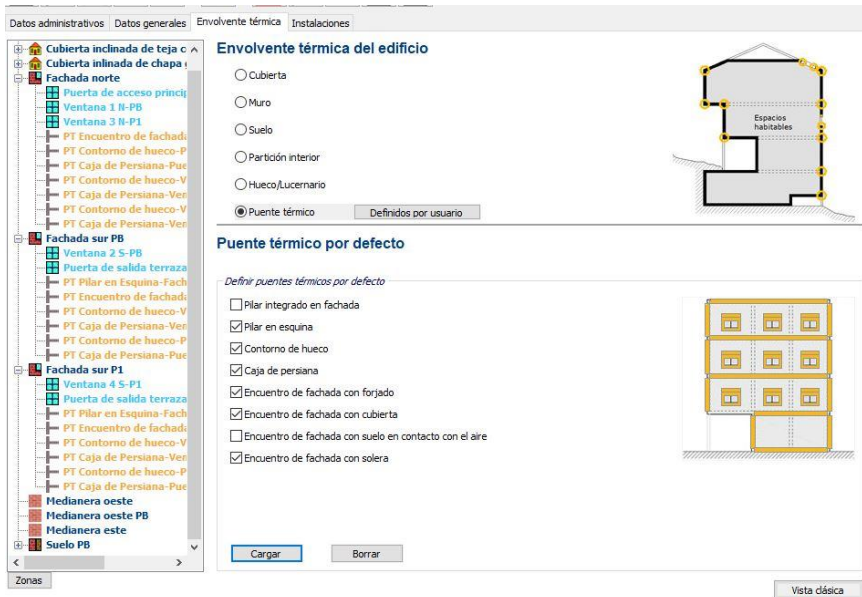 Datos administrativos Datos generales Envolvente térmica Instalaciones
Cubierta inclinada de teja c
Cubierta inlinada de chapa
Fachada norte
Puerta de acceso princip
Ventana 1 N-PB
Ventana 3 N-P1
PT Encuentro de fachada
PT Contorno de hueco-P
PT Caja de Persiana-Pue
PT Contorno de hueco-V
PT Caja de Persiana-Ven
PT Contorno de hueco-V
PT Caja de Persiana-Ven
Fachada sur PB
Ventana 2 S-PB
Puerta de salida terraza
PT Pilar en Esquina-Fach
PT Encuentro de fachada
PT Contorno de hueco-V
PT Caja de Persiana-Ven
PT Contorno de hueco-P
PT Caja de Persiana-Pue
Fachada sur P1
Ventana 4 S-P1
Puerta de salida terraza
PT Pilar en Esquina-Fach
PT Encuentro de fachada
PT Contorno de hueco-V
PT Caja de Persiana-Ven
PT Contorno de hueco-P
PT Caja de Persiana-Pue
Medianera oeste
Medianera oeste PB
Medianera este
Suelo PB
Zonas
Envolvente térmica del edificio
Cubierta
Muro
Suelo
Partición interior
Hueco/Lucernario
Puente térmico Definidos por usuario
Espacios
habitables
Puente térmico por defecto
Definir puentes térmicos por defecto
Pilar integrado en fachada
Pilar en esquina
Contorno de hueco
Caja de persiana
Encuentro de fachada con forjado
Encuentro de fachada con cubierta
Encuentro de fachada con suelo en contacto con el aire
Encuentro de fachada con solera
Cargar Borrar
Vista clásica